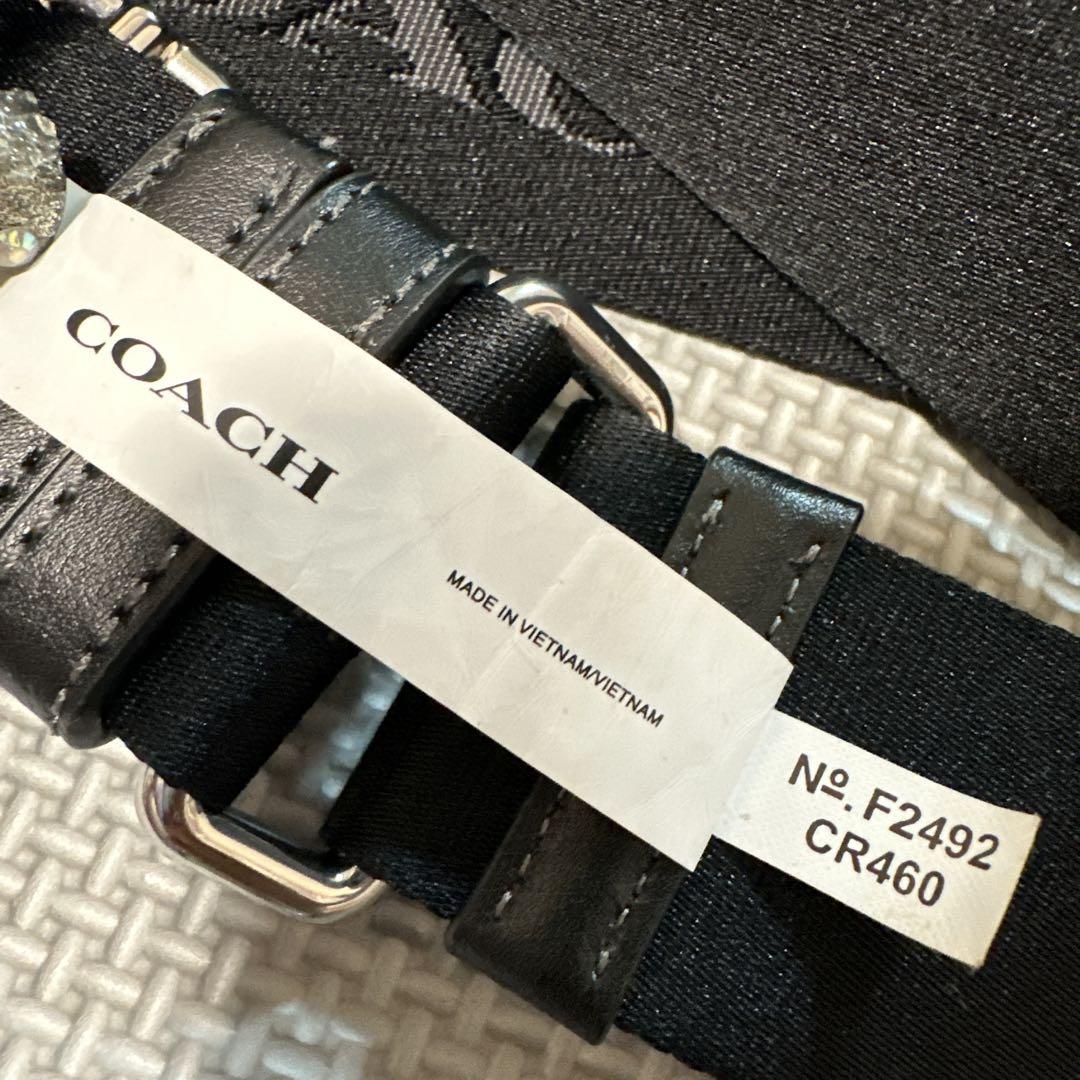 COACH
MADE IN VIETNAM/VIETNAM
Nº. F2492
CR460